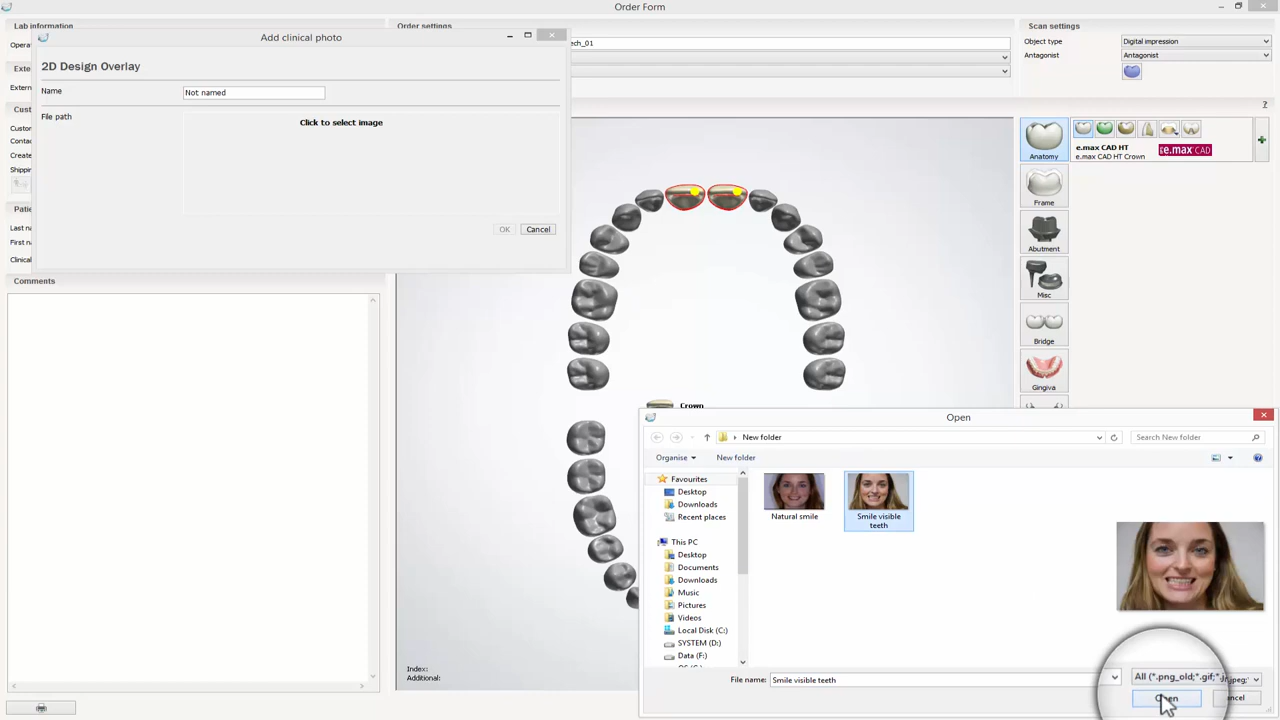 Order Form
Lab information
Order settings
Scan settings
Add clinical photo
2D Design Overlay
Name
Not named
File path
Click to select image
OK
Cancel
ech_01
Object type
Digital impression
Antagonist
Antagonist
?
Anatomy
e.max CAD HT
e.max CAD HT Crown
e.max CAD
Frame
Abutment
Misc
Bridge
Gingiva
Comments
Crown
Index:
Additional:
Open
New folder
Search New folder
Organise
New folder
Favourites
Desktop
Downloads
Recent places
This PC
Desktop
Documents
Downloads
Music
Pictures
Videos
Local Disk (C:)
SYSTEM (D:)
Data (F:)
Natural smile
Smile visible
teeth
File name:
Smile visible teeth
All (*.png_old;*.gif;*
Open